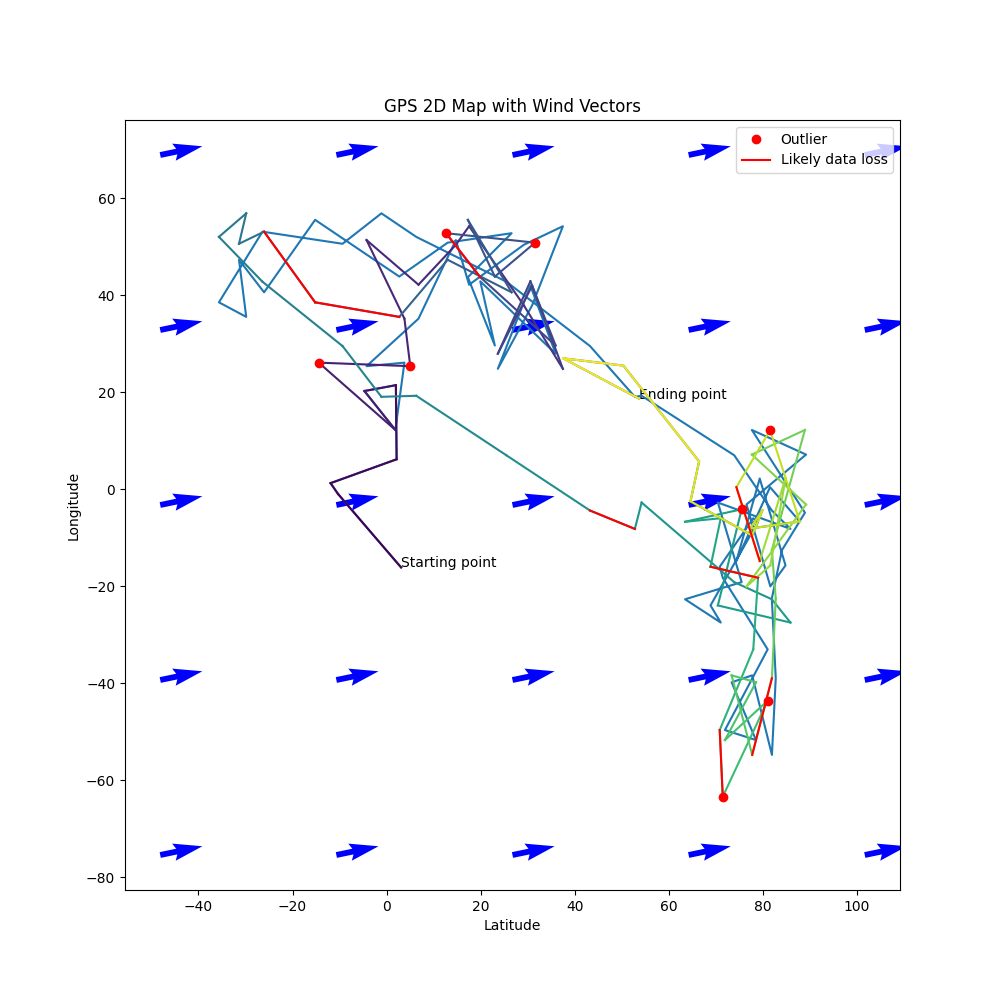 GPS 2D Map with Wind Vectors
Outlier
Likely data loss
60
40
20
0
−20
−40
−60
−80
Longitude
Ending point
Starting point
−40 −20 0 20 40 60 80 100
Latitude